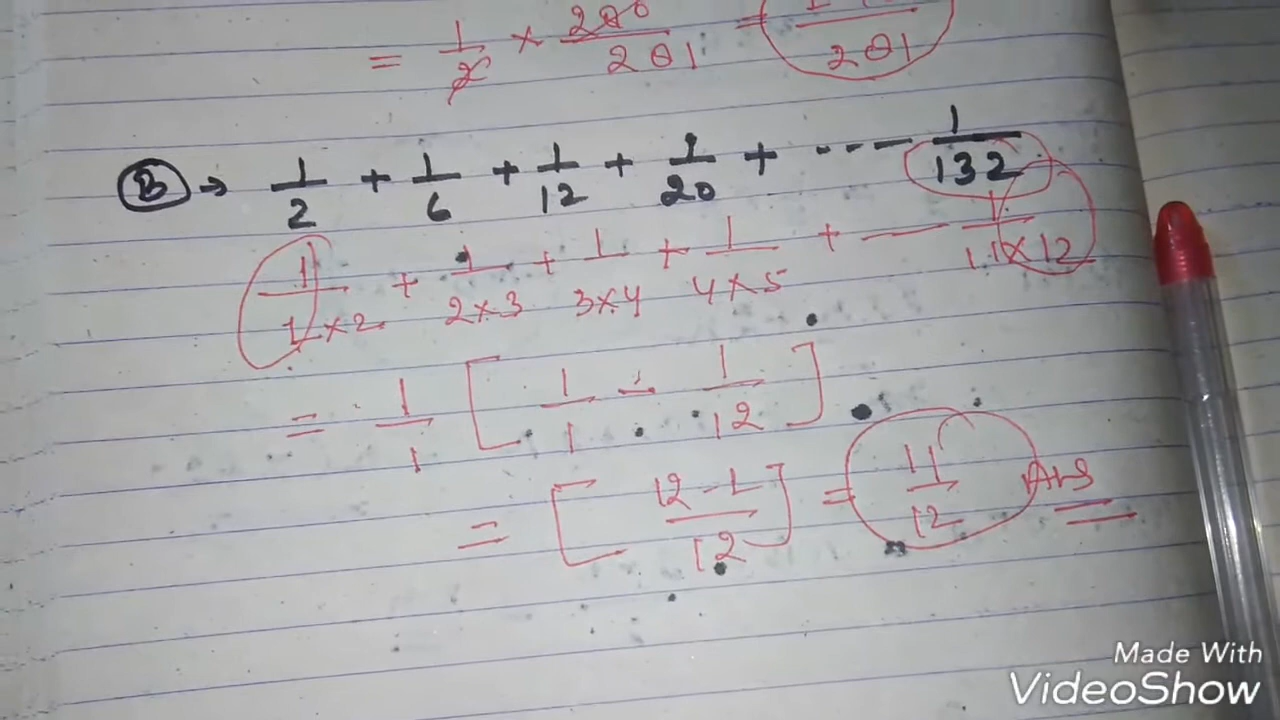 = 1/2 × 200/201 =  /201
B → 1/2 + 1/6 + 1/12 + 1/20 + ---- 1/132
1/1×2 + 1/2×3 + 1/3×4 + 1/4×5 + — 1/11×12
= 1/1 [ 1/1 - 1/12 ]
= [ 12-1/12 ] = 11/12 Ans
Made With
VideoShow